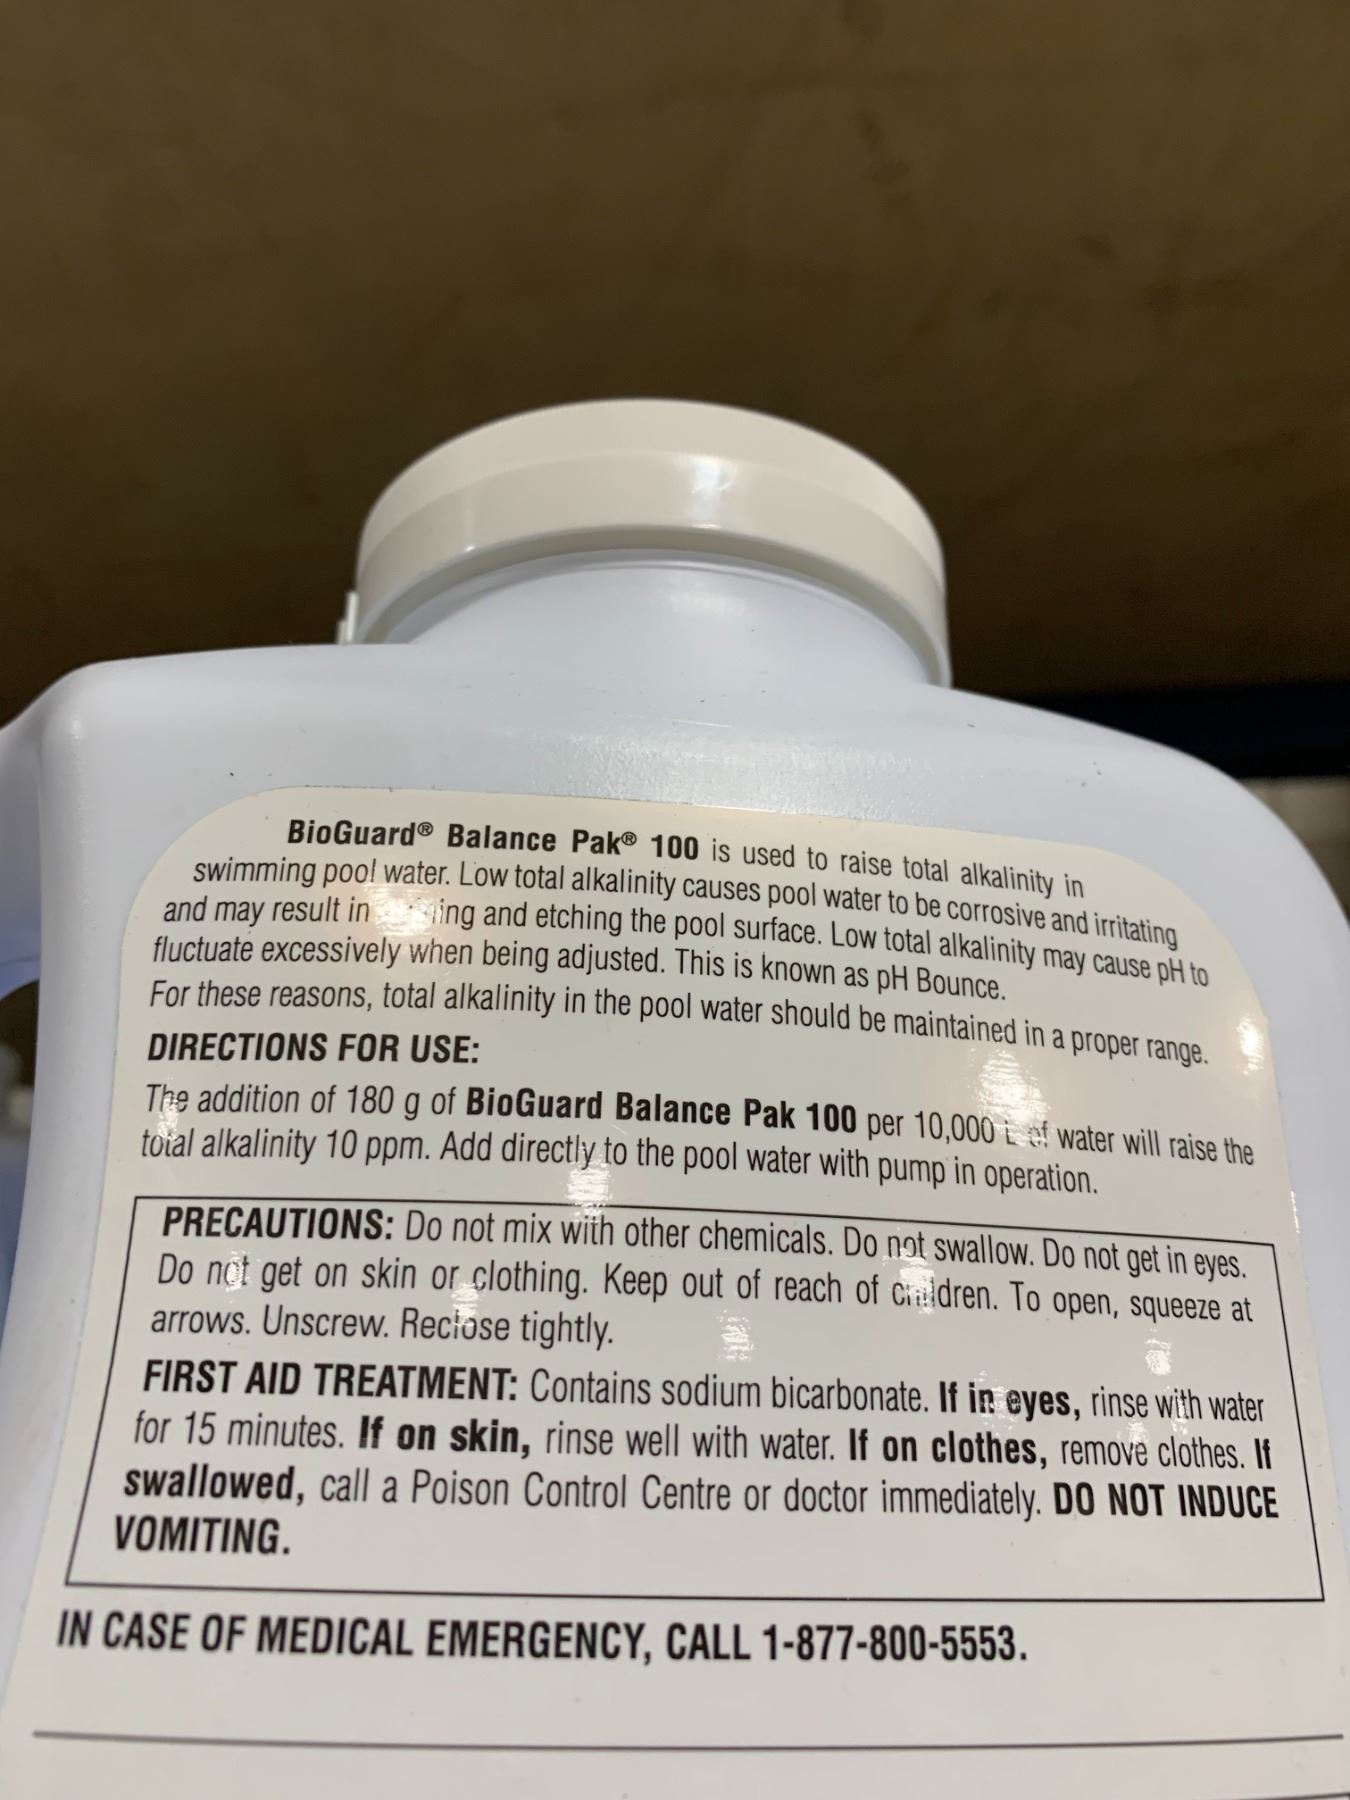 BioGuard® Balance Pak® 100 is used to raise total alkalinity in
swimming pool water. Low total alkalinity causes pool water to be corrosive and irritating
and may result in and etching the pool surface. Low total alkalinity may cause pH to
fluctuate excessively when being adjusted. This is known as pH Bounce.
For these reasons, total alkalinity in the pool water should be maintained in a proper range.
DIRECTIONS FOR USE:
The addition of 180 g of BioGuard Balance Pak 100 per 10,000 L of water will raise the
total alkalinity 10 ppm. Add directly to the pool water with pump in operation.
PRECAUTIONS: Do not mix with other chemicals. Do not swallow. Do not get in eyes.
Do not get on skin or clothing. Keep out of reach of children. To open, squeeze at
arrows. Unscrew. Reclose tightly.
FIRST AID TREATMENT: Contains sodium bicarbonate. If in eyes, rinse with water
for 15 minutes. If on skin, rinse well with water. If on clothes, remove clothes. If
swallowed, call a Poison Control Centre or doctor immediately. DO NOT INDUCE
VOMITING.
IN CASE OF MEDICAL EMERGENCY, CALL 1-877-800-5553.